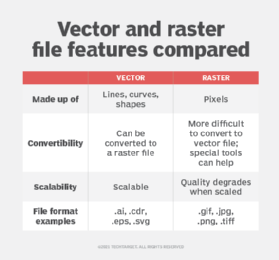 Vector and raster
file features compared
VECTOR
RASTER
Made up of
Lines, curves,
shapes
Pixels
Convertibility
Can be
converted to
a raster file
More difficult
to convert to
vector file;
special tools
can help
Scalability
Scalable
Quality degrades
when scaled
File format
examples
.ai, .cdr,
.eps, .svg
.gif, .jpg,
.png, .tiff
TECHTARGET. ALL RIGHTS RESERVED